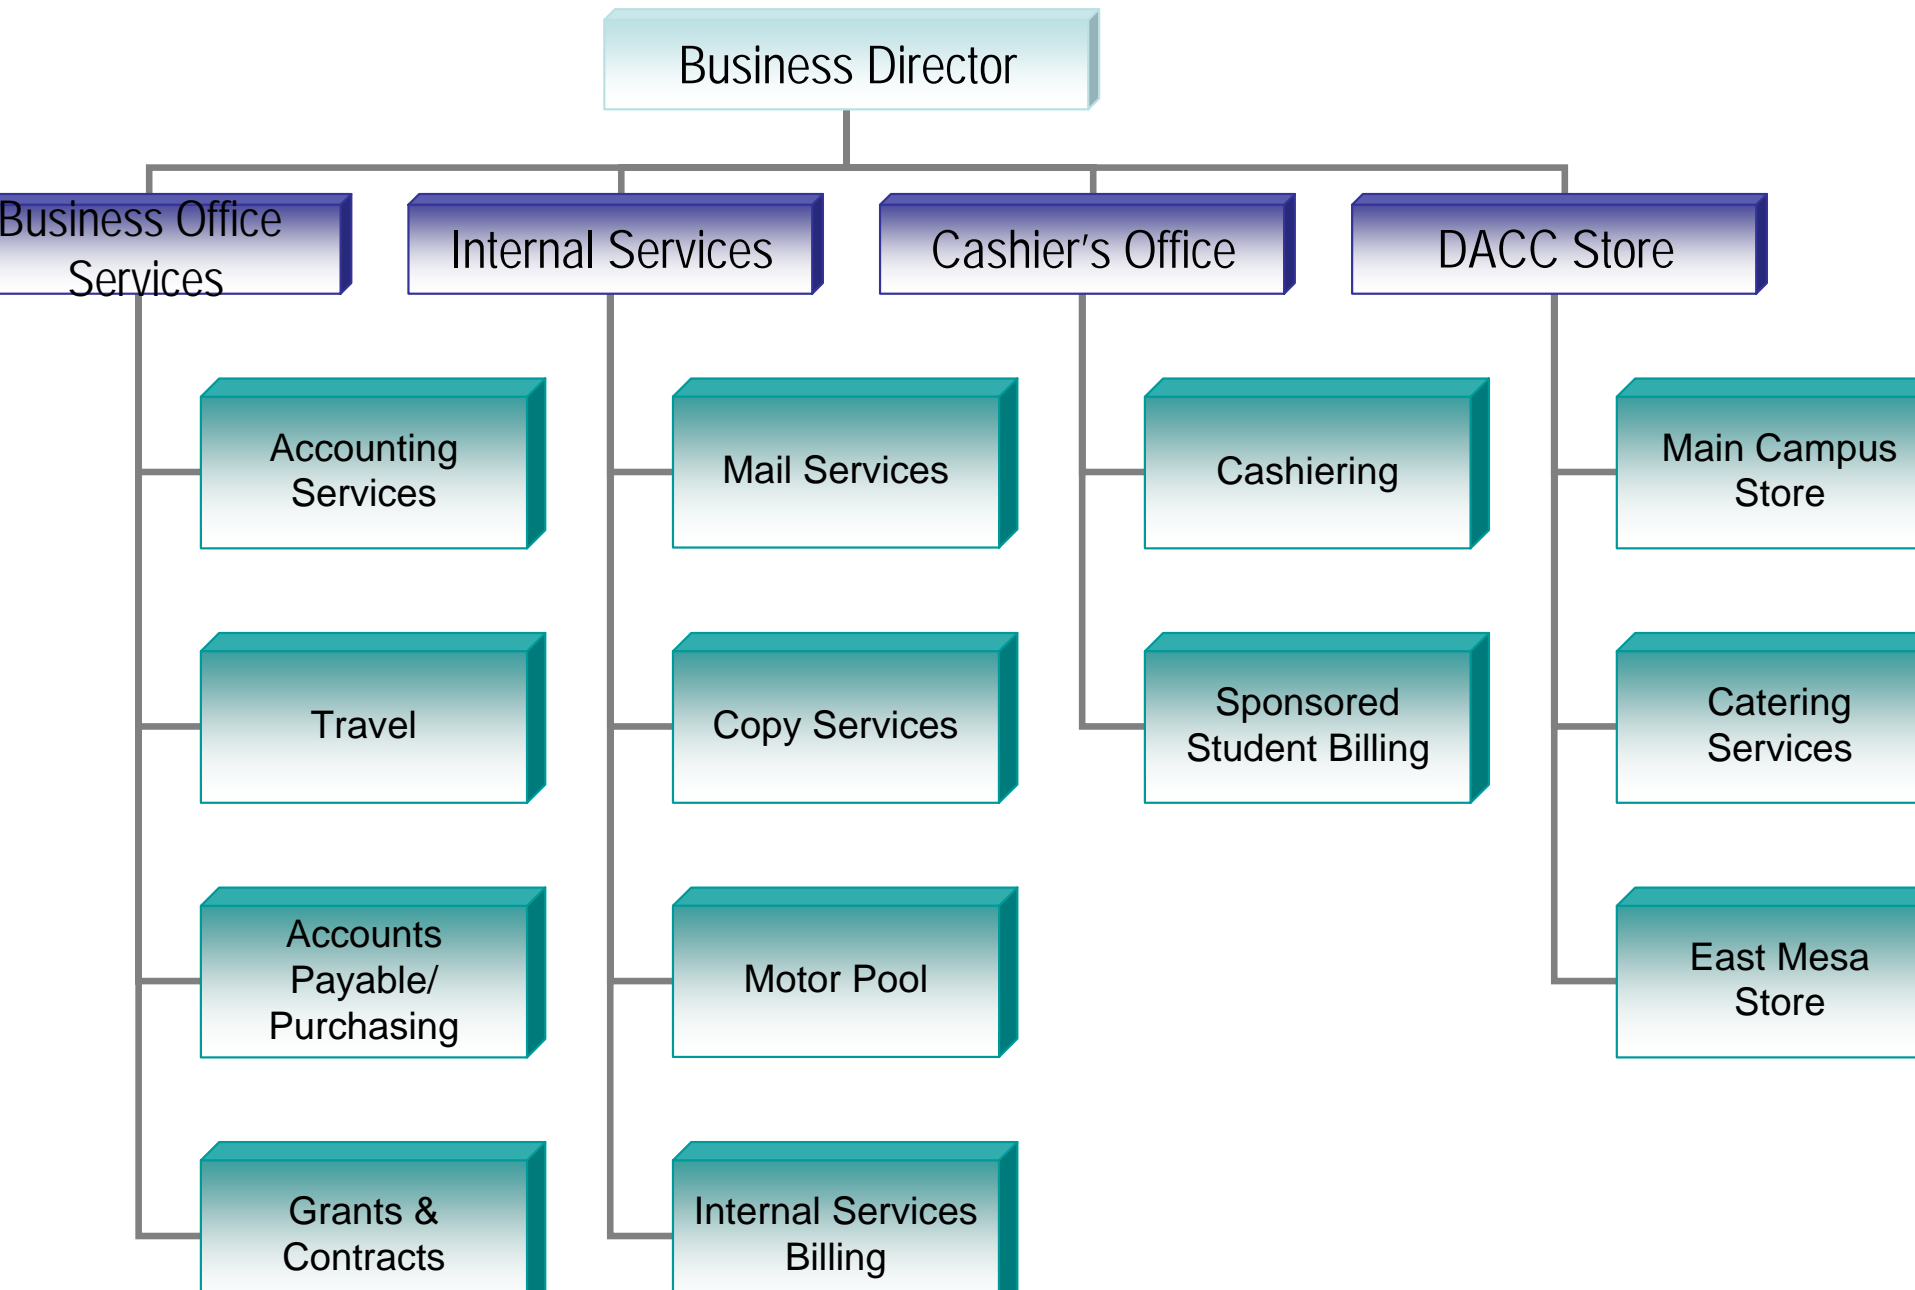 Business Director
Business Office
Services
Internal Services
Cashier's Office
DACC Store
Accounting
Services
Mail Services
Cashiering
Main Campus
Store
Travel
Copy Services
Sponsored
Student Billing
Catering
Services
Accounts
Payable/
Purchasing
Motor Pool
East Mesa
Store
Grants &
Contracts
Internal Services
Billing